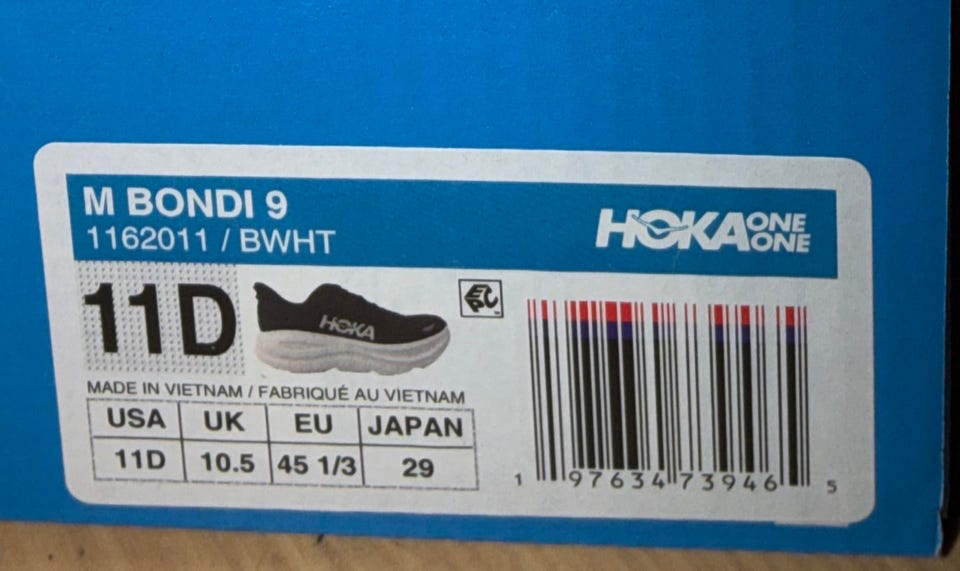 M BONDI 9
1162011 / BWHT
HOKA ONE ONE
11D
HOKA
EPC
MADE IN VIETNAM / FABRIQUÉ AU VIETNAM
USA UK EU JAPAN
11D 10.5 45 1/3 29
1 97634 73946 5